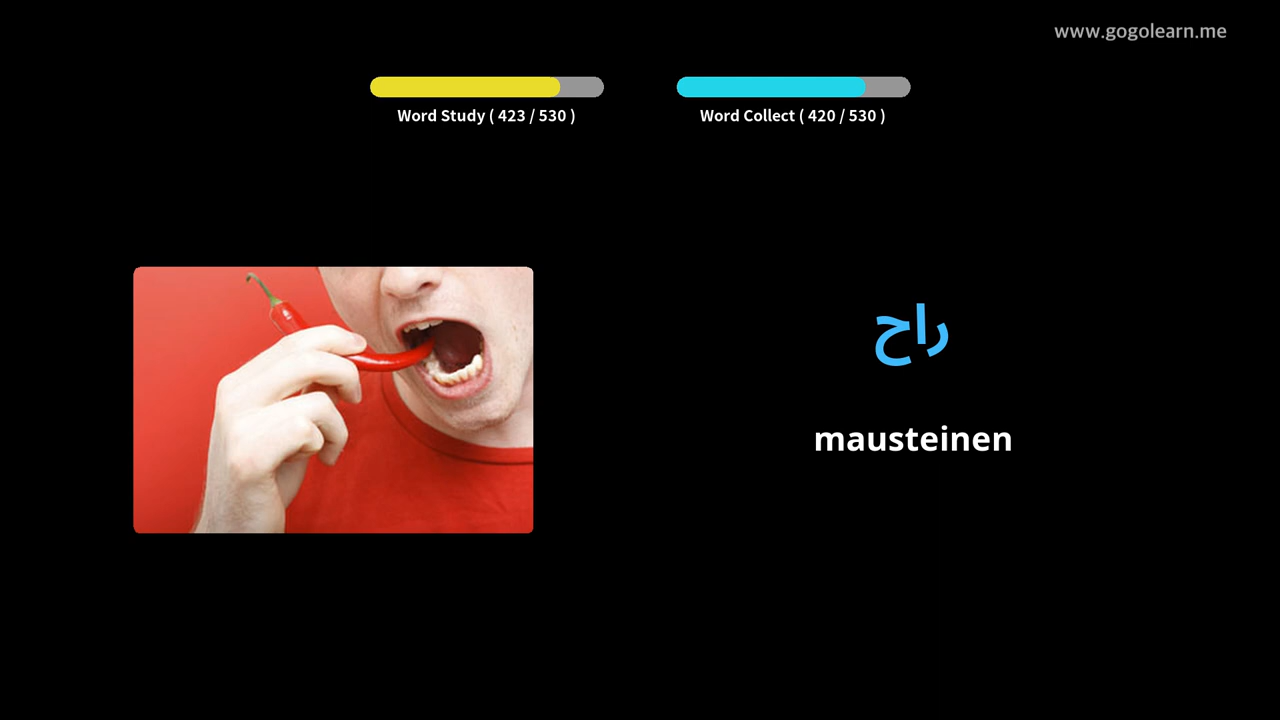 www.gogolearn.me
Word Study ( 423 / 530 )
Word Collect ( 420 / 530 )
راح
mausteinen